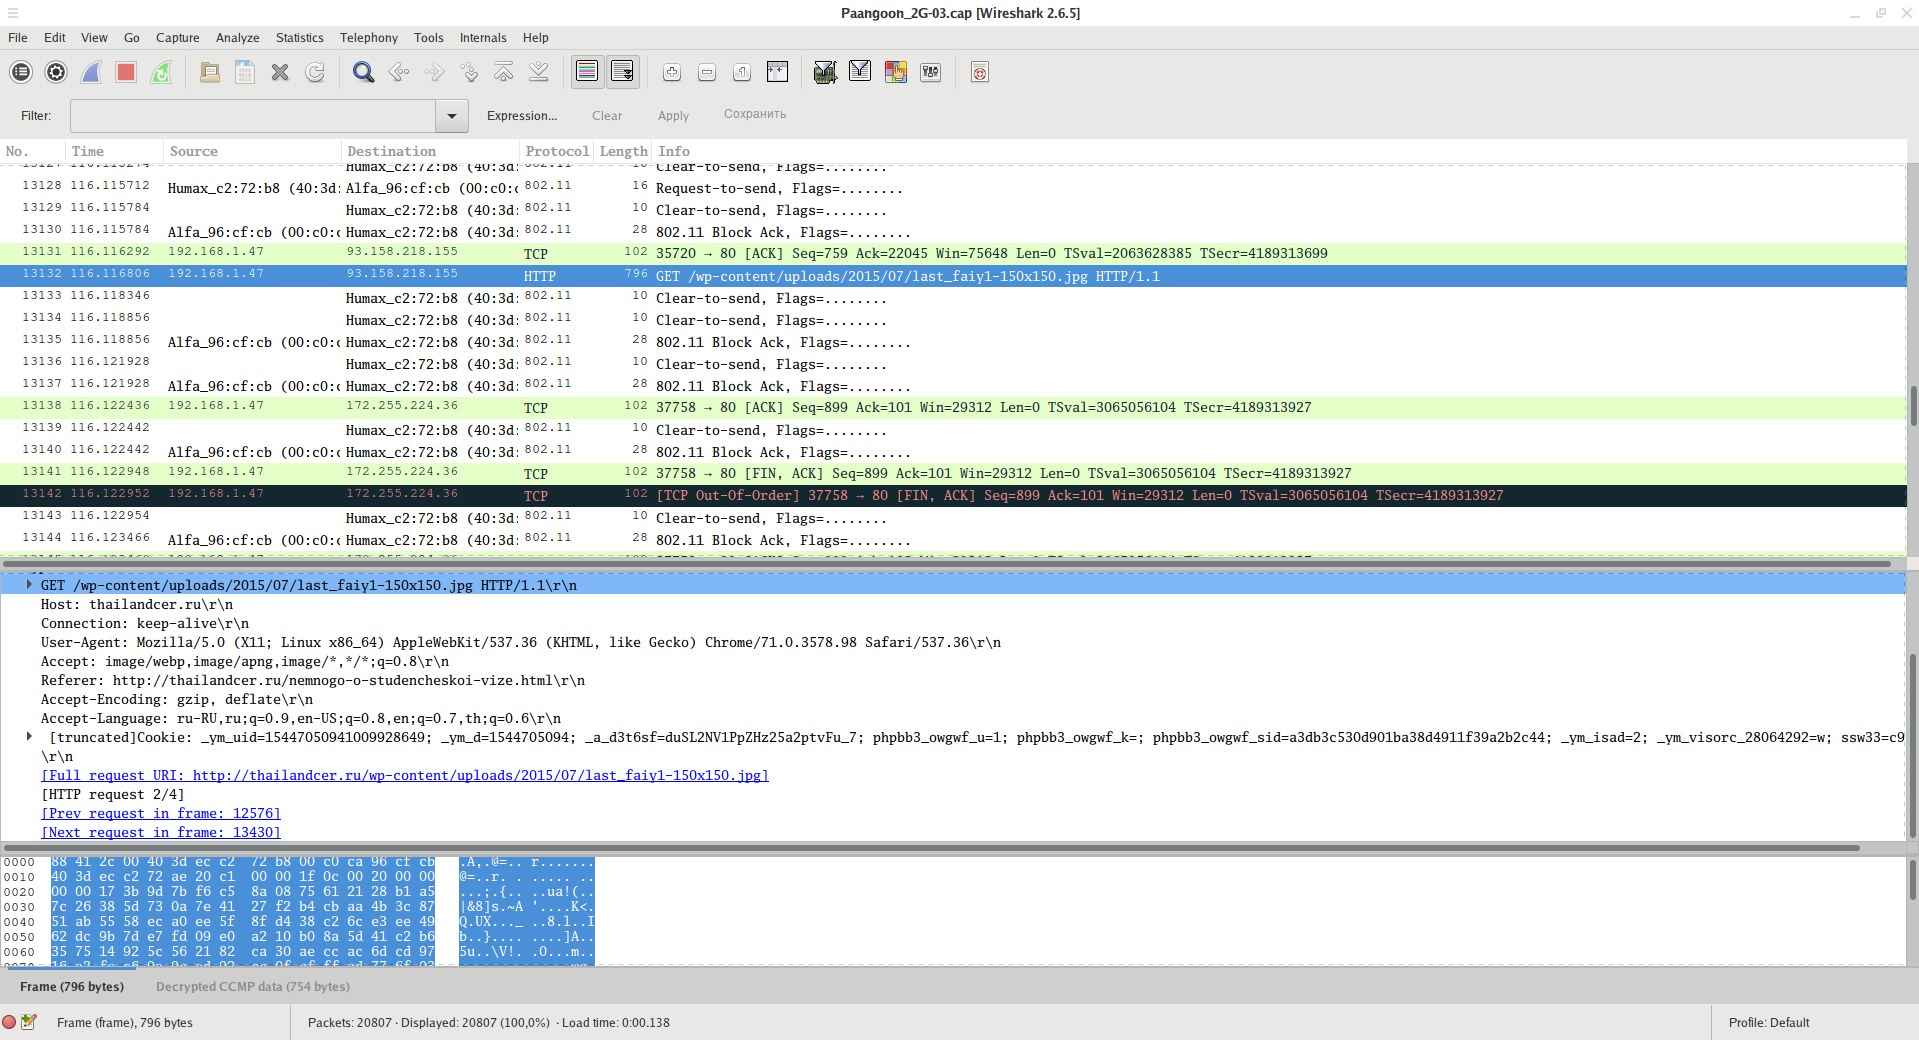 Paangoon_2G-03.cap [Wireshark 2.6.5]
File Edit View Go Capture Analyze Statistics Telephony Tools Internals Help
Filter: Expression... Clear Apply Сохранить
No. Time Source Destination Protocol Length Info
Humax_c2:72:b8 (40:3d: Clear-to-send, Flags=........
13128 116.115712 Humax_c2:72:b8 (40:3d: Alfa_96:cf:cb (00:c0:c 802.11 16 Request-to-send, Flags=........
13129 116.115784 Humax_c2:72:b8 (40:3d: 802.11 10 Clear-to-send, Flags=........
13130 116.115784 Alfa_96:cf:cb (00:c0:c Humax_c2:72:b8 (40:3d: 802.11 28 802.11 Block Ack, Flags=........
13131 116.116292 192.168.1.47 93.158.218.155 TCP 102 35720 → 80 [ACK] Seq=759 Ack=22045 Win=75648 Len=0 TSval=2063628385 TSecr=4189313699
13132 116.116806 192.168.1.47 93.158.218.155 HTTP 796 GET /wp-content/uploads/2015/07/last_faiy1-150x150.jpg HTTP/1.1
13133 116.118346 Humax_c2:72:b8 (40:3d: 802.11 10 Clear-to-send, Flags=........
13134 116.118856 Humax_c2:72:b8 (40:3d: 802.11 10 Clear-to-send, Flags=........
13135 116.118856 Alfa_96:cf:cb (00:c0:c Humax_c2:72:b8 (40:3d: 802.11 28 802.11 Block Ack, Flags=........
13136 116.121928 Humax_c2:72:b8 (40:3d: 802.11 10 Clear-to-send, Flags=........
13137 116.121928 Alfa_96:cf:cb (00:c0:c Humax_c2:72:b8 (40:3d: 802.11 28 802.11 Block Ack, Flags=........
13138 116.122436 192.168.1.47 172.255.224.36 TCP 102 37758 → 80 [ACK] Seq=899 Ack=101 Win=29312 Len=0 TSval=3065056104 TSecr=4189313927
13139 116.122442 Humax_c2:72:b8 (40:3d: 802.11 10 Clear-to-send, Flags=........
13140 116.122442 Alfa_96:cf:cb (00:c0:c Humax_c2:72:b8 (40:3d: 802.11 28 802.11 Block Ack, Flags=........
13141 116.122948 192.168.1.47 172.255.224.36 TCP 102 37758 → 80 [FIN, ACK] Seq=899 Ack=101 Win=29312 Len=0 TSval=3065056104 TSecr=4189313927
13142 116.122952 192.168.1.47 172.255.224.36 TCP 102 [TCP Out-Of-Order] 37758 → 80 [FIN, ACK] Seq=899 Ack=101 Win=29312 Len=0 TSval=3065056104 TSecr=4189313927
13143 116.122954 Humax_c2:72:b8 (40:3d: 802.11 10 Clear-to-send, Flags=........
13144 116.123466 Alfa_96:cf:cb (00:c0:c Humax_c2:72:b8 (40:3d: 802.11 28 802.11 Block Ack, Flags=........
GET /wp-content/uploads/2015/07/last_faiy1-150x150.jpg HTTP/1.1\r\n
Host: thailandcer.ru\r\n
Connection: keep-alive\r\n
User-Agent: Mozilla/5.0 (X11; Linux x86_64) AppleWebKit/537.36 (KHTML, like Gecko) Chrome/71.0.3578.98 Safari/537.36\r\n
Accept: image/webp,image/apng,image/*,*/*;q=0.8\r\n
Referer: http://thailandcer.ru/nemnogo-o-studencheskoi-vize.html\r\n
Accept-Encoding: gzip, deflate\r\n
Accept-Language: ru-RU,ru;q=0.9,en-US;q=0.8,en;q=0.7,th;q=0.6\r\n
[truncated]Cookie: _ym_uid=15447050941009928649; _ym_d=1544705094; _a_d3t6sf=duSL2NV1PpZHz25a2ptvFu_7; phpbb3_owgwf_u=1; phpbb3_owgwf_k=; phpbb3_owgwf_sid=a3db3c530d901ba38d4911f39a2b2c44; _ym_isad=2; _ym_visorc_28064292=w; ssw33=c9
\r\n
[Full request URI: http://thailandcer.ru/wp-content/uploads/2015/07/last_faiy1-150x150.jpg]
[HTTP request 2/4]
[Prev request in frame: 12576]
[Next request in frame: 13430]
0000 88 41 2c 00 40 3d ec c2 72 b8 00 c0 ca 96 cf cb .A,.@=.. r.......
0010 40 3d ec c2 72 ae 20 c1 00 00 1f 0c 00 20 00 00 @=..r. . ..... ..
0020 00 00 17 3b 9d 7b f6 c5 8a 08 75 61 21 28 b1 a5 ...;.{.. ..ua!(..
0030 7c 26 38 5d 73 0a 7e 41 27 f2 b4 cb aa 4b 3c 87 |&8]s.~A '....K<.
0040 51 ab 55 58 ec a0 ee 5f 8f d4 38 c2 6c e3 ee 49 Q.UX..._ ..8.l..I
0050 62 dc 9b 7d e7 fd 09 e0 a2 10 b0 8a 5d 41 c2 b6 b..}.... ....]A..
0060 35 75 14 92 5c 56 21 82 ca 30 ae cc ac 6d cd 97 5u..\V!. .0...m..
Frame (796 bytes) Decrypted CCMP data (754 bytes)
Frame (frame), 796 bytes Packets: 20807 · Displayed: 20807 (100,0%) · Load time: 0:00.138 Profile: Default